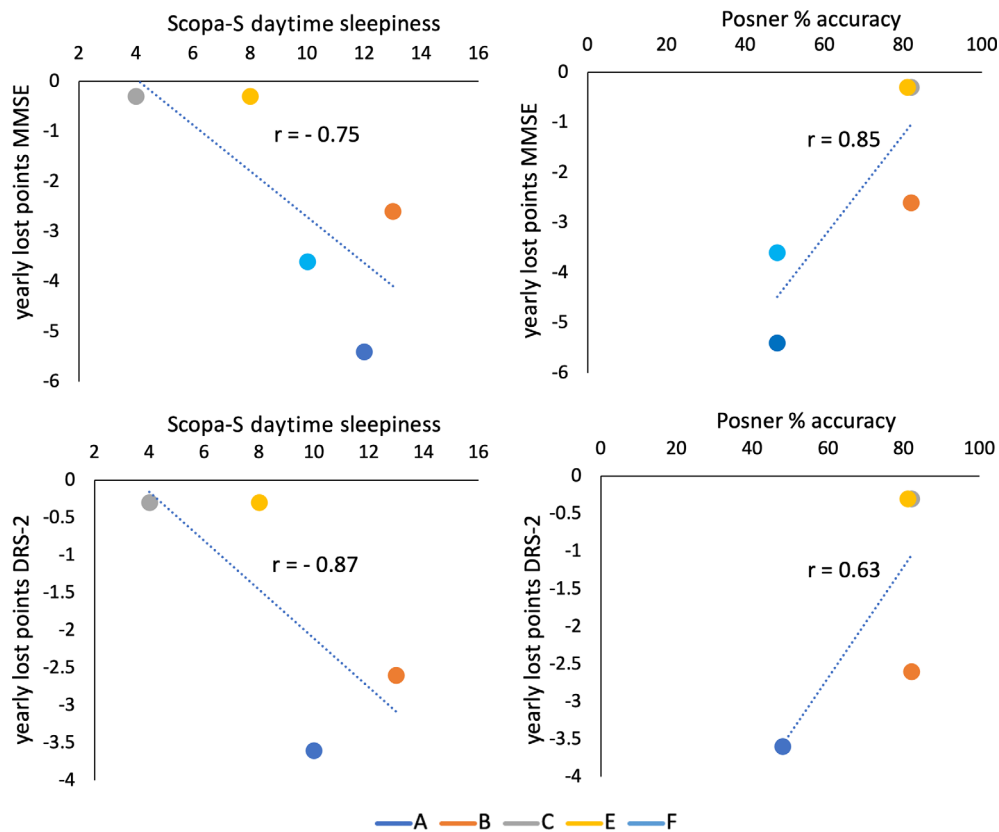 Scopa-S daytime sleepiness
2 4 6 8 10 12 14 16
yearly lost points MMSE
0
-1
-2
-3
-4
-5
-6
r = - 0.75
Posner % accuracy
0 20 40 60 80 100
yearly lost points MMSE
0
-1
-2
-3
-4
-5
-6
r = 0.85
Scopa-S daytime sleepiness
2 4 6 8 10 12 14 16
yearly lost points DRS-2
0
-0.5
-1
-1.5
-2
-2.5
-3
-3.5
-4
r = - 0.87
Posner % accuracy
0 20 40 60 80 100
yearly lost points DRS-2
0
-0.5
-1
-1.5
-2
-2.5
-3
-3.5
-4
r = 0.63
A B C E F